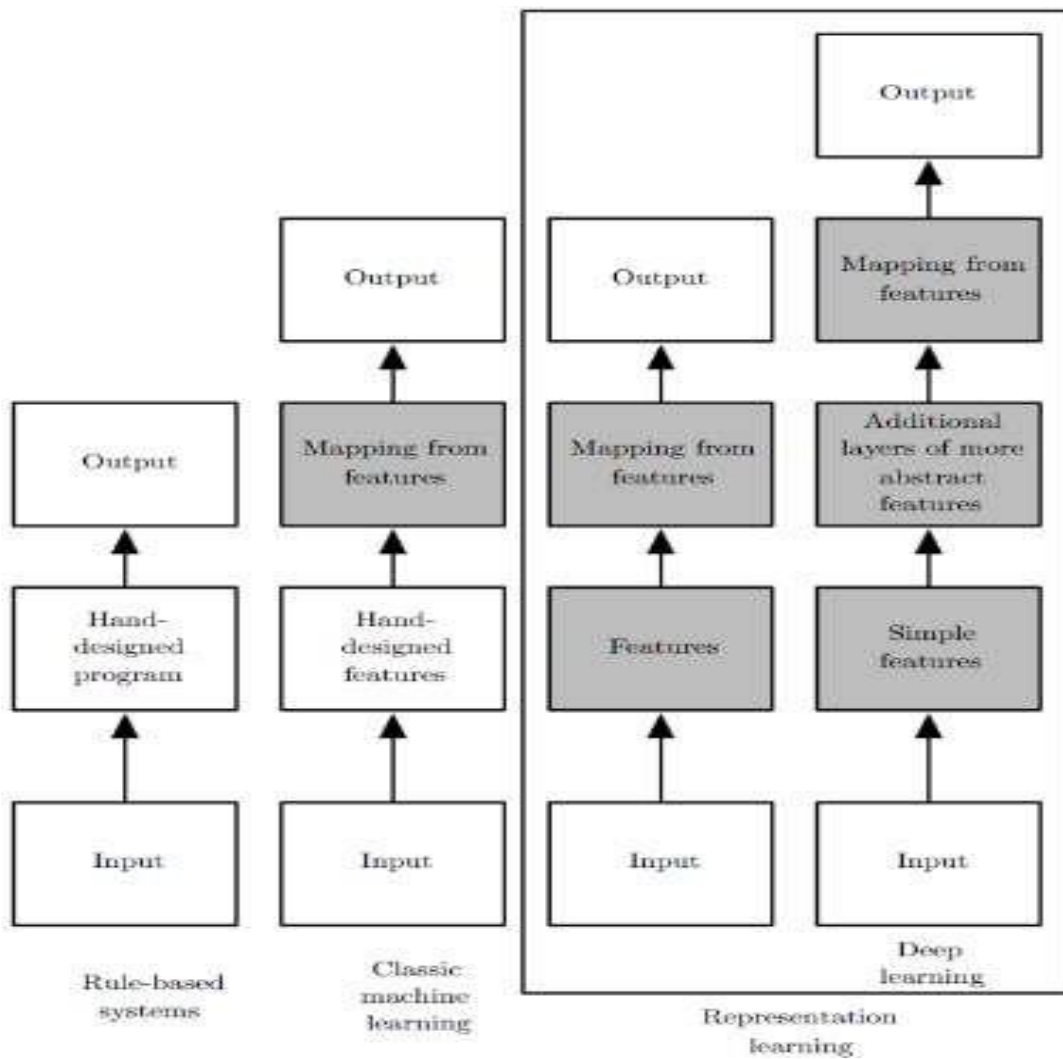 Output
Output
Output
Mapping from
features
Output
Mapping from
features
Mapping from
features
Additional
layers of more
abstract
features
Hand-
designed
program
Hand-
designed
features
Features
Simple
features
Input
Input
Input
Input
Rule-based
systems
Classic
machine
learning
Deep
learning
Representation
learning